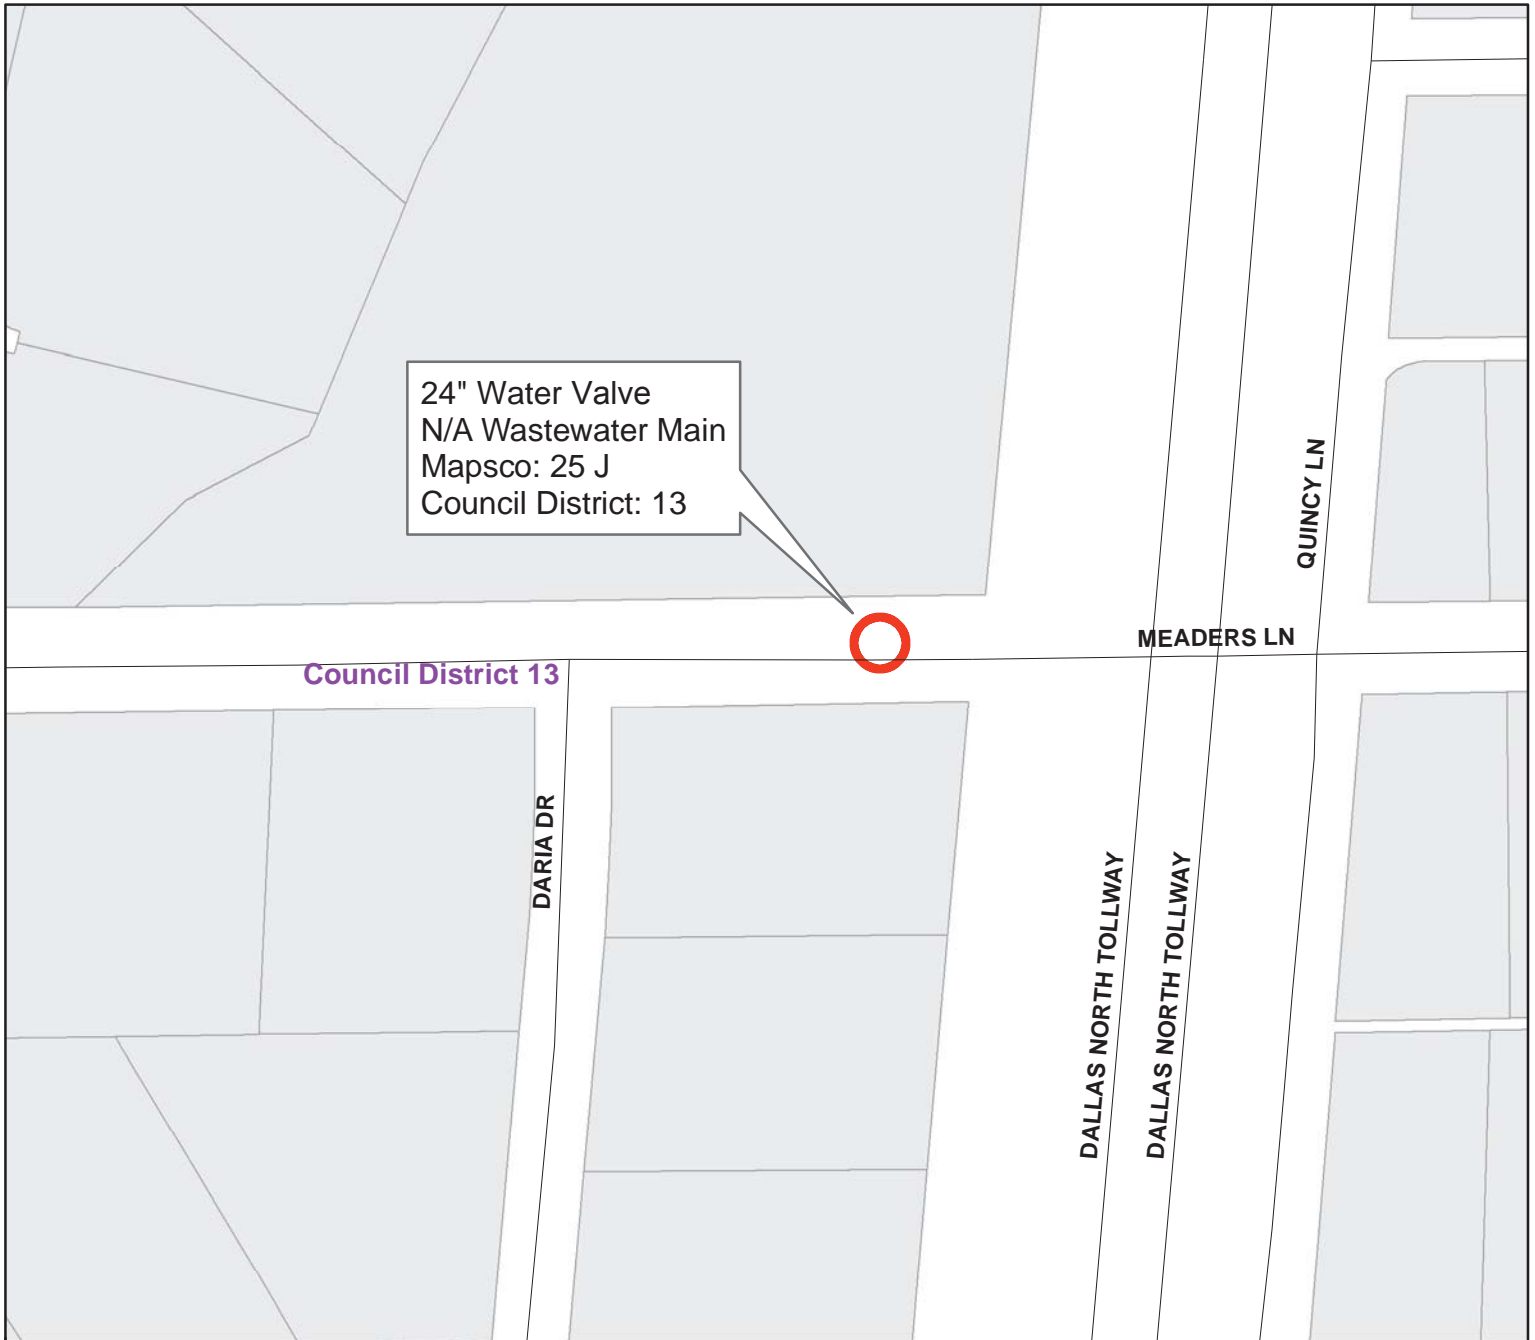 24" Water Valve
N/A Wastewater Main
Mapsco: 25 J
Council District: 13
QUINCY LN
MEADERS LN
Council District 13
DARIA DR
DALLAS NORTH TOLLWAY
DALLAS NORTH TOLLWAY